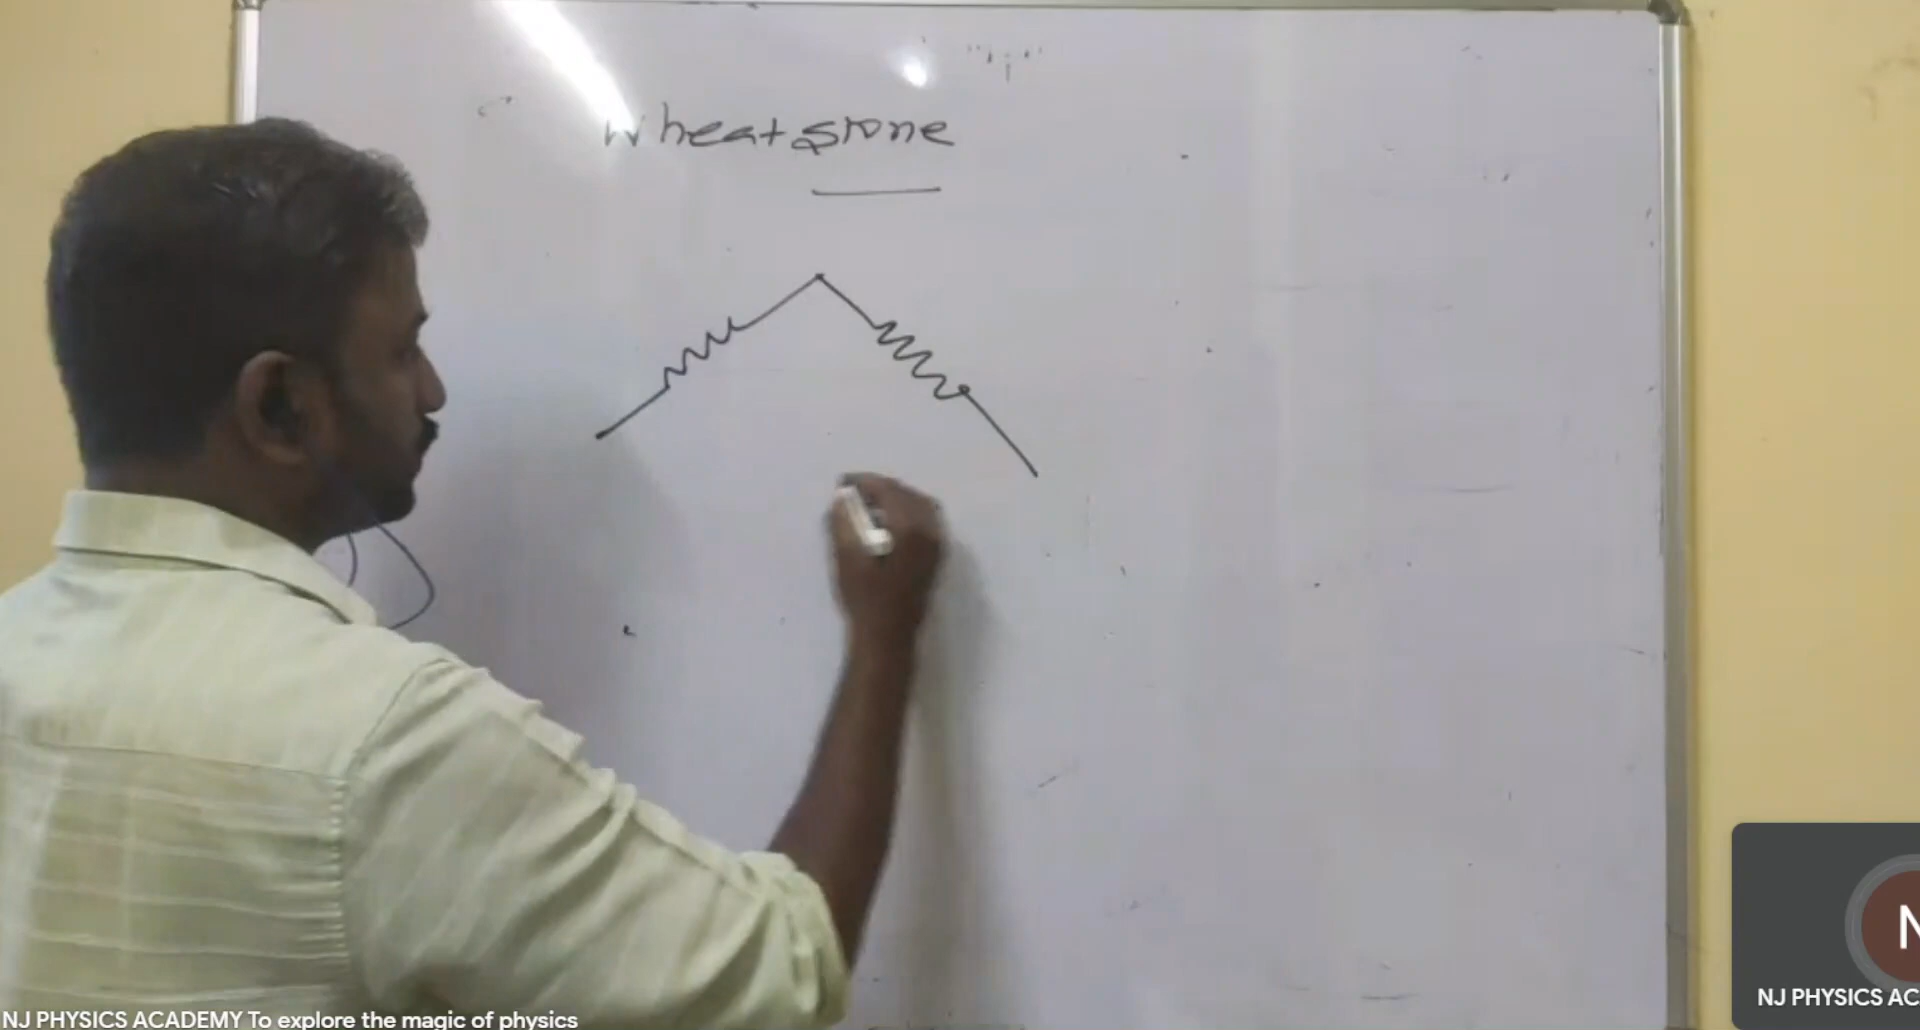 Wheatstone
N
NJ PHYSICS AC
NJ PHYSICS ACADEMY To explore the magic of physics